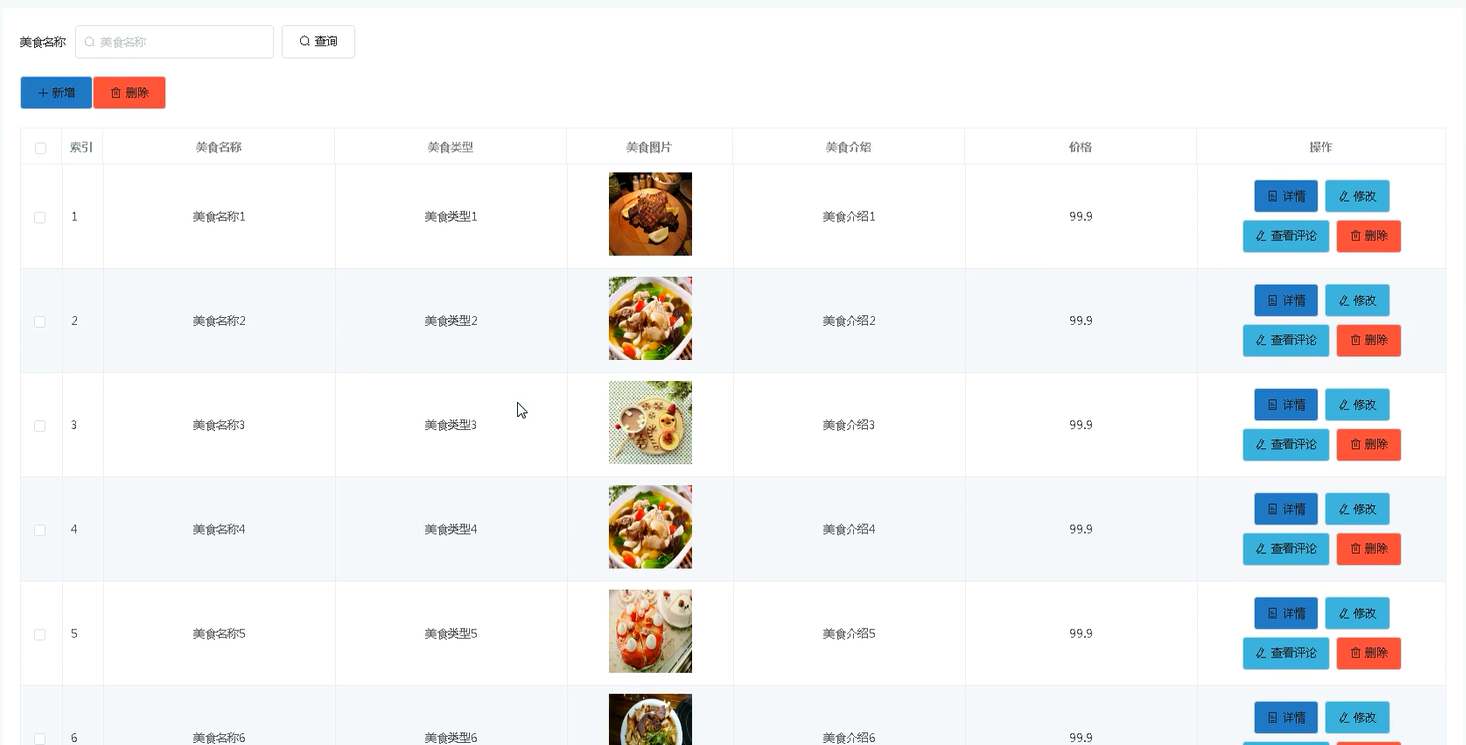 美食名称 美食名称 查询
新增 删除
索引 美食名称 美食类型 美食图片 美食介绍 价格 操作
1 美食名称1 美食类型1 美食介绍1 99.9 详情 修改
查看评论 删除
2 美食名称2 美食类型2 美食介绍2 99.9 详情 修改
查看评论 删除
3 美食名称3 美食类型3 美食介绍3 99.9 详情 修改
查看评论 删除
4 美食名称4 美食类型4 美食介绍4 99.9 详情 修改
查看评论 删除
5 美食名称5 美食类型5 美食介绍5 99.9 详情 修改
查看评论 删除
6 美食名称6 美食类型6 美食介绍6 99.9 详情 修改